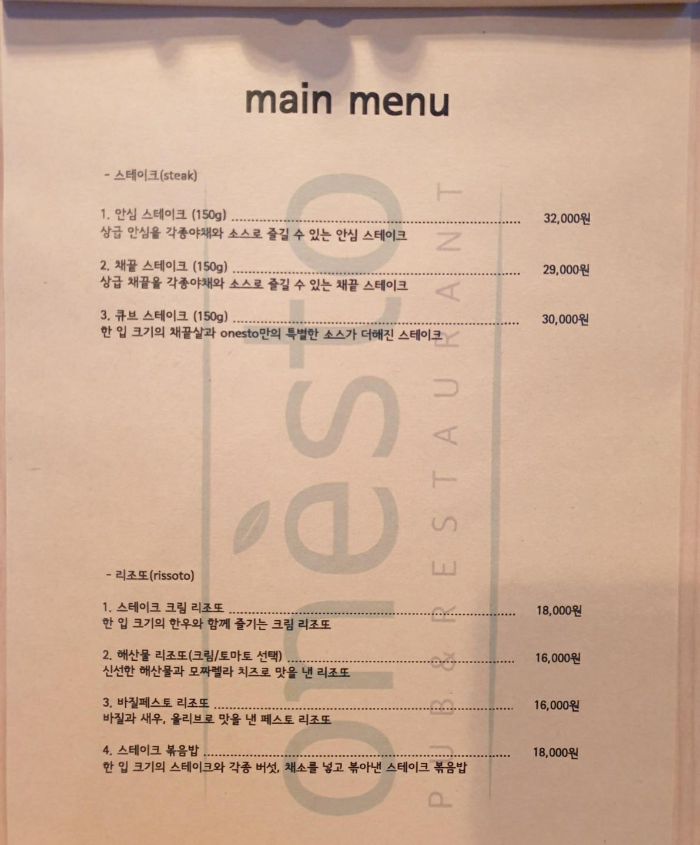 main menu
- 스테이크(steak)
1. 안심 스테이크 (150g) 32,000원
상급 안심을 각종야채와 소스로 즐길 수 있는 안심 스테이크
2. 채끝 스테이크 (150g) 29,000원
상급 채끝을 각종야채와 소스로 즐길 수 있는 채끝 스테이크
3. 큐브 스테이크 (150g) 30,000원
한 입 크기의 채끝살과 onesto만의 특별한 소스가 더해진 스테이크
- 리조또(rissoto)
1. 스테이크 크림 리조또 18,000원
한 입 크기의 한우와 함께 즐기는 크림 리조또
2. 해산물 리조또(크림/토마토 선택) 16,000원
신선한 해산물과 모짜렐라 치즈로 맛을 낸 리조또
3. 바질페스토 리조또 16,000원
바질과 새우, 올리브로 맛을 낸 페스토 리조또
4. 스테이크 볶음밥 18,000원
한 입 크기의 스테이크와 각종 버섯, 채소를 넣고 볶아낸 스테이크 볶음밥
onèsto
PUB.& RESTAURANT